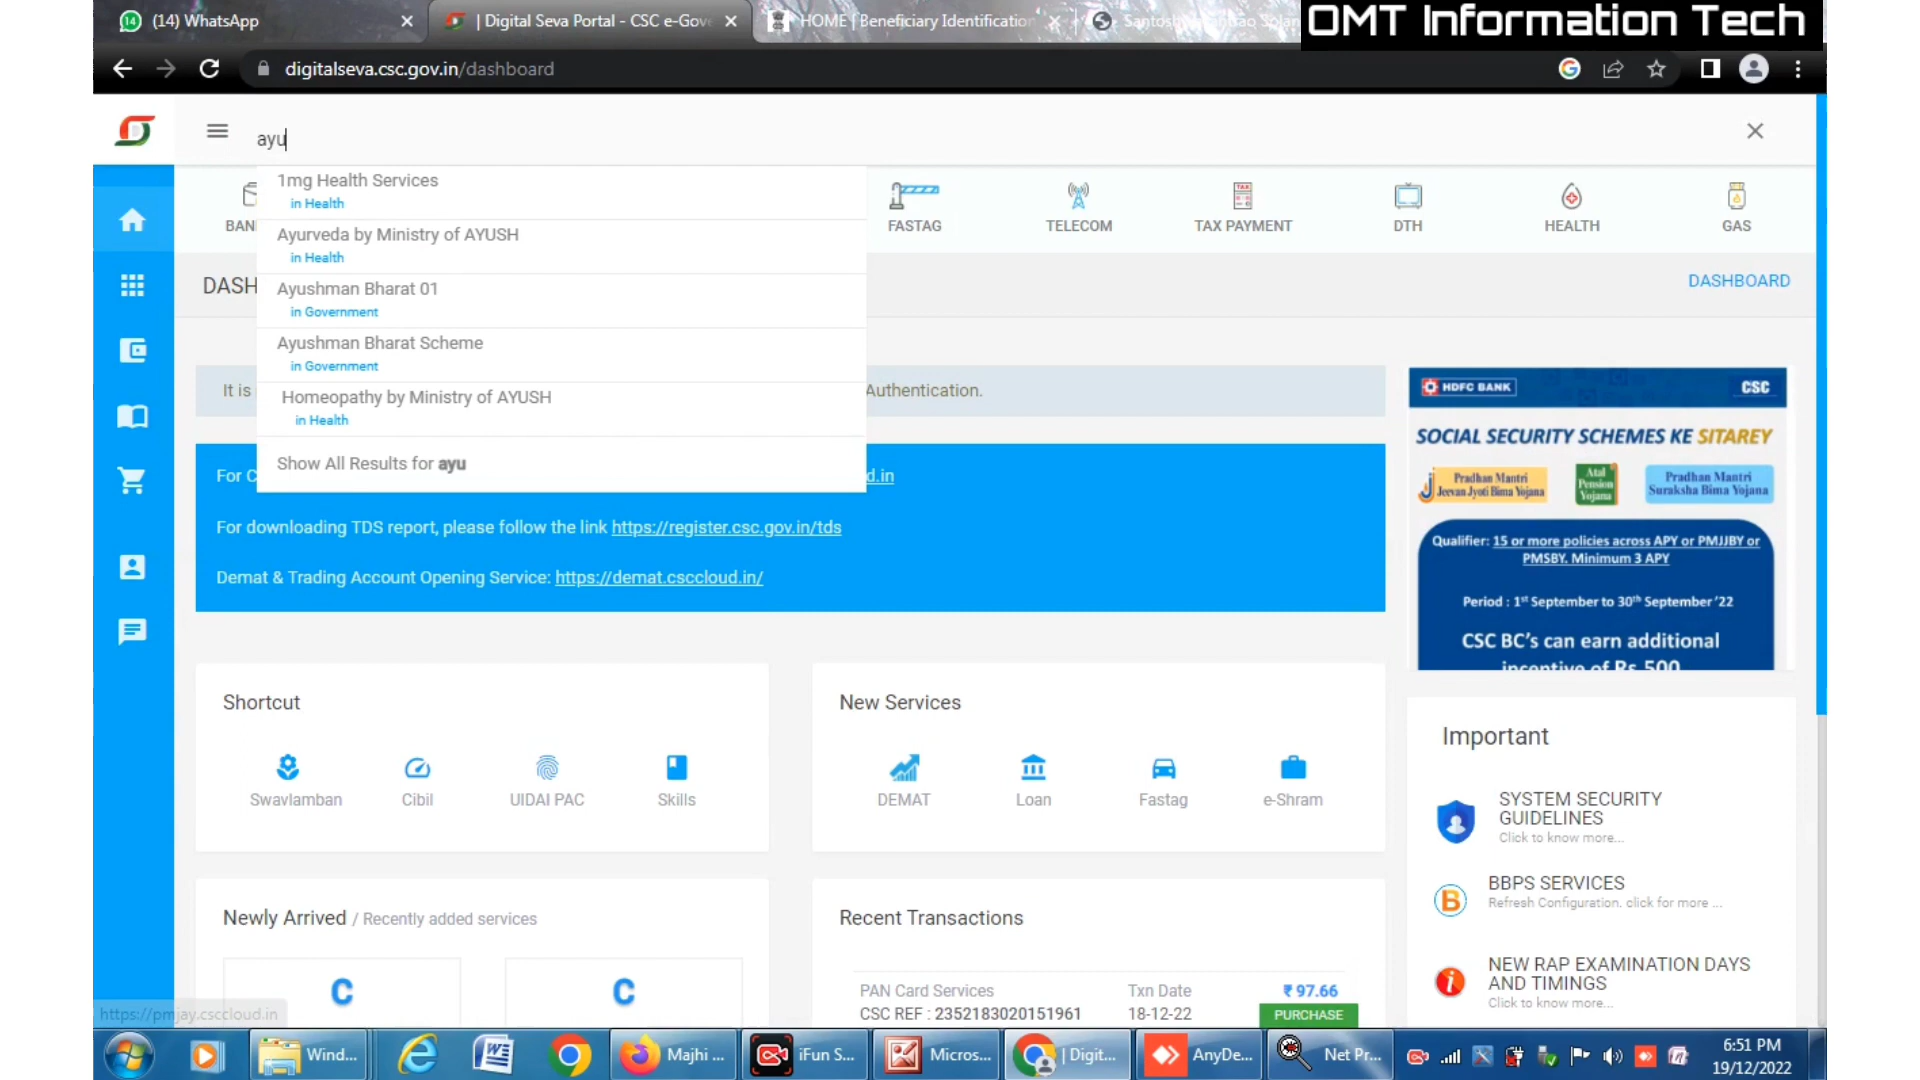 (14) WhatsApp
| Digital Seva Portal - CSC e-Gov
HOME | Beneficiary Identification
OMT Information Tech
digitalseva.csc.gov.in/dashboard
ayu
1mg Health Services
in Health
Ayurveda by Ministry of AYUSH
in Health
Ayushman Bharat 01
in Government
Ayushman Bharat Scheme
in Government
Homeopathy by Ministry of AYUSH
in Health
Show All Results for ayu
BAN
FASTAG
TELECOM
TAX
TAX PAYMENT
DTH
HEALTH
GAS
DASH
DASHBOARD
It is
Authentication.
For C
d.in
For downloading TDS report, please follow the link https://register.csc.gov.in/tds
Demat & Trading Account Opening Service: https://demat.csccloud.in/
HDFC BANK
CSC
SOCIAL SECURITY SCHEMES KE SITAREY
Pradhan Mantri
Jeevan Jyoti Bima Yojana
Atal
Pension
Yojana
Pradhan Mantri
Suraksha Bima Yojana
Qualifier: 15 or more policies across APY or PMJJBY or
PMSBY. Minimum 3 APY
Period : 1st September to 30th September '22
CSC BC's can earn additional
incentive of Rs 500
Shortcut
Swavlamban
Cibil
UIDAI PAC
Skills
New Services
DEMAT
Loan
Fastag
e-Shram
Important
SYSTEM SECURITY
GUIDELINES
Click to know more...
BBPS SERVICES
Refresh Configuration. click for more ...
NEW RAP EXAMINATION DAYS
AND TIMINGS
Click to know more...
Newly Arrived / Recently added services
C
C
Recent Transactions
PAN Card Services
CSC REF : 2352183020151961
Txn Date
18-12-22
₹ 97.66
PURCHASE
https://pmjay.csccloud.in
Wind...
Majhi ...
iFun S...
Micros...
| Digit...
AnyDe...
Net Pr...
6:51 PM
19/12/2022